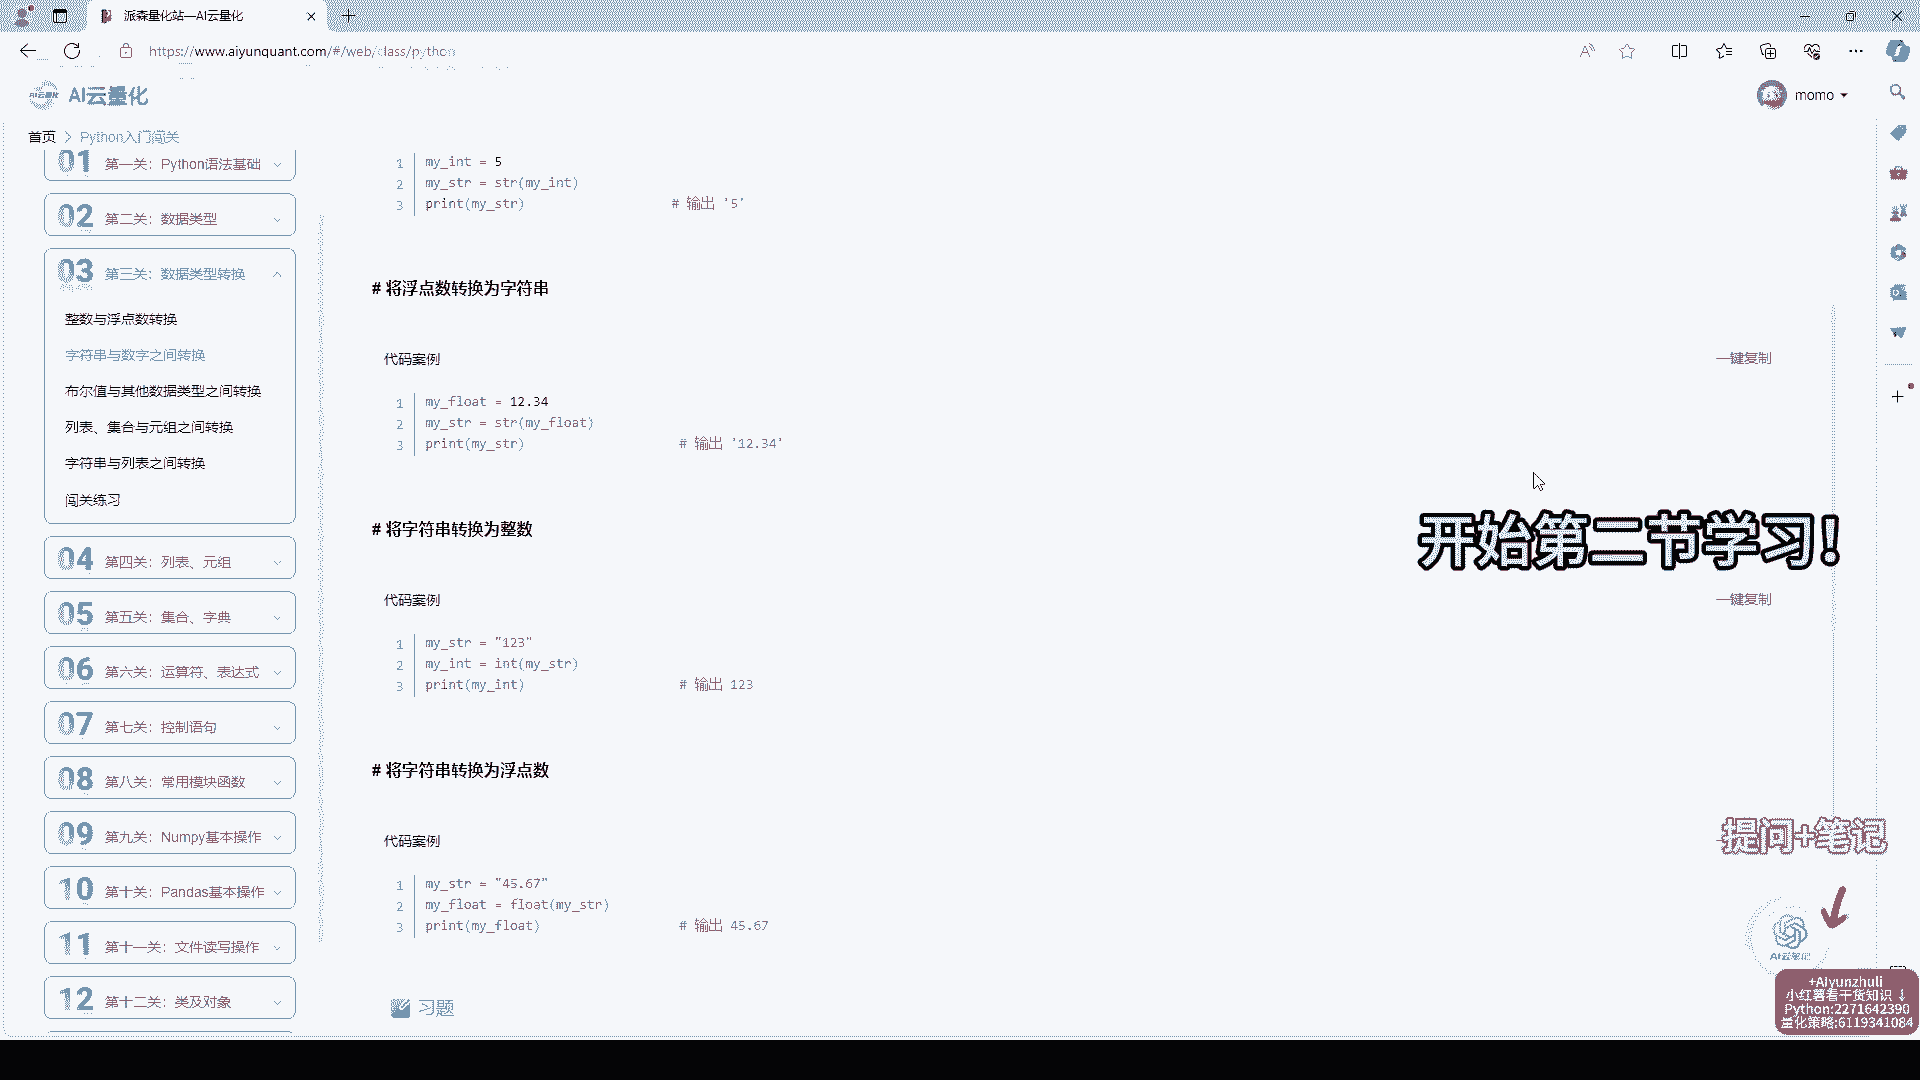 派森量化站—AI云量化
https://www.aiyunquant.com/#/web/class/python
AI云量化
momo
首页 > Python入门闯关
01 第一关：Python语法基础
02 第二关：数据类型
03 第三关：数据类型转换
整数与浮点数转换
字符串与数字之间转换
布尔值与其他数据类型之间转换
列表、集合与元组之间转换
字符串与列表之间转换
闯关练习
04 第四关：列表、元组
05 第五关：集合、字典
06 第六关：运算符、表达式
07 第七关：控制语句
08 第八关：常用模块函数
09 第九关：Numpy基本操作
10 第十关：Pandas基本操作
11 第十一关：文件读写操作
12 第十二关：类及对象
1 my_int = 5
2 my_str = str(my_int)
3 print(my_str) # 输出 '5'
# 将浮点数转换为字符串
代码案例
一键复制
1 my_float = 12.34
2 my_str = str(my_float)
3 print(my_str) # 输出 '12.34'
# 将字符串转换为整数
代码案例
一键复制
1 my_str = "123"
2 my_int = int(my_str)
3 print(my_int) # 输出 123
# 将字符串转换为浮点数
代码案例
1 my_str = "45.67"
2 my_float = float(my_str)
3 print(my_float) # 输出 45.67
习题
开始第二节学习！
提问+笔记
AI云笔记
+Aiyunzhuli
小红薯看干货知识 ↓
Python:2271642390
量化策略:6119341084